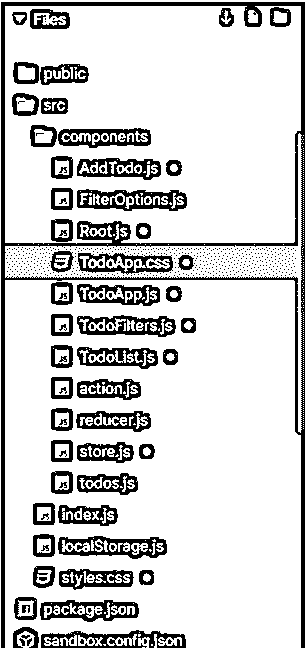 Files
public
src
components
AddTodo.js
FilterOptions.js
Root.js
TodoApp.css
TodoApp.js
TodoFilters.js
TodoList.js
action.js
reducer.js
store.js
todos.js
index.js
localStorage.js
styles.css
package.json
sandbox.config.json